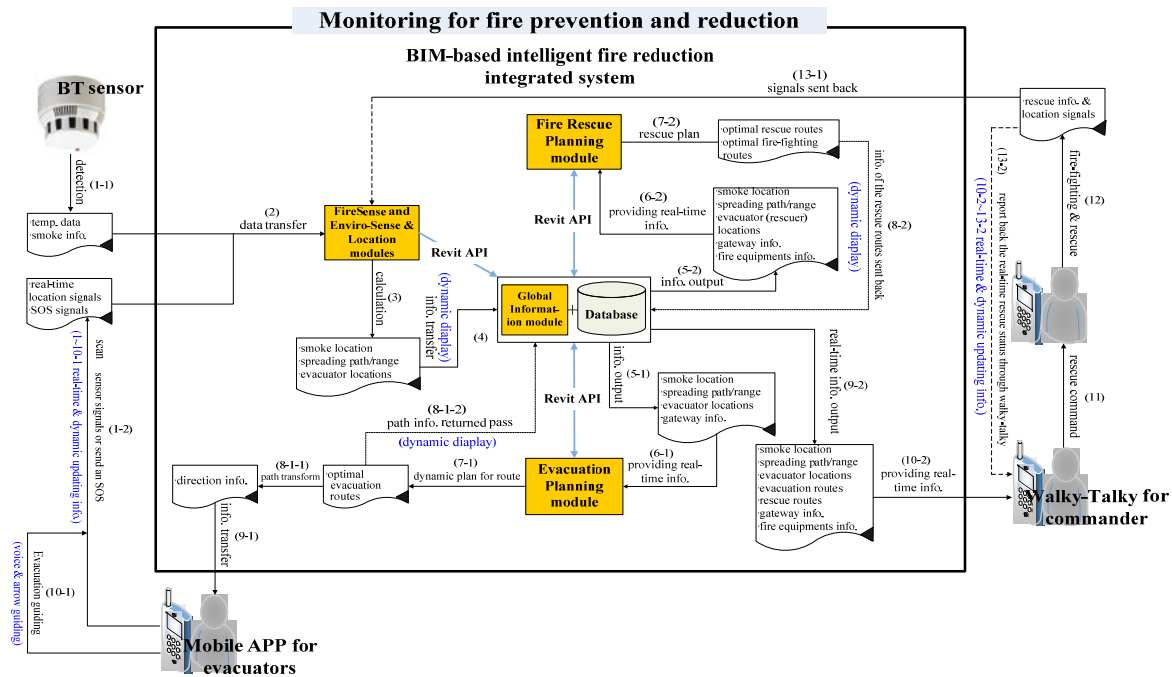 Monitoring for fire prevention and reduction
BIM-based intelligent fire reduction
integrated system
BT sensor
detection
(1-1)
·temp. data
·smoke info.
·real-time
location signals
·SOS signals
(2)
data transfer
FireSense and
Enviro-Sense &
Location
modules
Revit API
calculation
(3)
·smoke location
·spreading path/range
·evacuator locations
info. transfer
(dynamic diaplay)
(4)
Global
Informat-
ion module
+
Database
Fire Rescue
Planning
module
(7-2)
rescue plan
·optimal rescue routes
·optimal fire-fighting
routes
Revit API
(6-2)
providing real-time
info.
·smoke location
·spreading path/range
·evacuator (rescuer)
locations
·gateway info.
·fire equipments info.
(5-2)
info. output
info. of the rescue routes sent back
(dynamic diaplay)
(8-2)
(13-1)
signals sent back
·rescue info. &
location signals
(13-2)
report back the real-time rescue status through walky-talky
(10-2~13-2 real-time & dynamic updating info.)
fire-fighting & rescue
(12)
rescue command
(11)
Walky-Talky for
commander
info. output
(5-1)
·smoke location
·spreading path/range
·evacuator locations
·gateway info.
real-time info. output
(9-2)
·smoke location
·spreading path/range
·evacuator locations
·evacuation routes
·rescue routes
·gateway info.
·fire equipments info.
(10-2)
providing real-
time info.
Revit API
(6-1)
providing real-
time info.
Evacuation
Planning
module
(7-1)
dynamic plan for route
(8-1-2)
path info. returned pass
(dynamic diaplay)
·optimal
evacuation
routes
(8-1-1)
path transform
·direction info.
info. transfer
(9-1)
scan sensor signals or send an SOS
(1-2)
(1~10-1 real-time & dynamic updating info.)
Evacuation guiding
(voice & arrow guiding)
(10-1)
Mobile APP for
evacuators